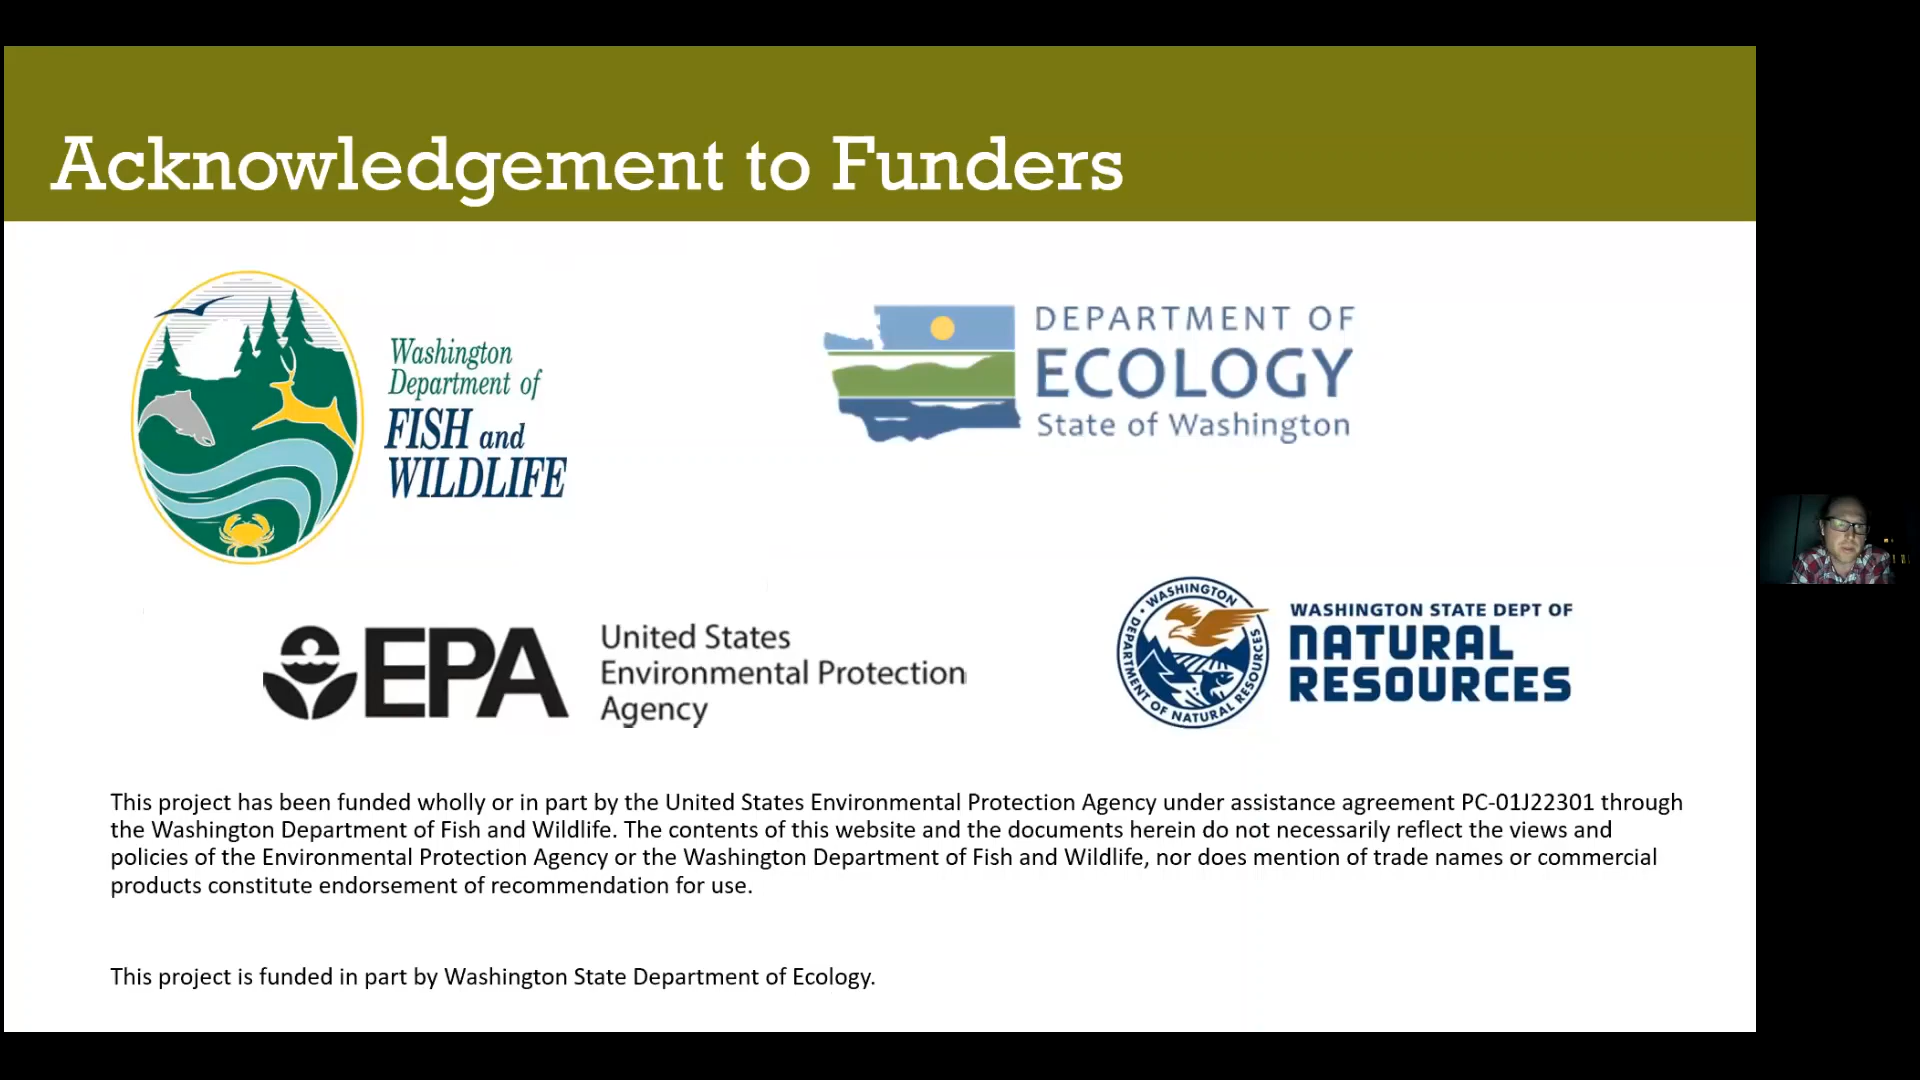 Acknowledgement to Funders
Washington
Department of
FISH and
WILDLIFE
DEPARTMENT OF
ECOLOGY
State of Washington
EPA
United States
Environmental Protection
Agency
WASHINGTON
DEPARTMENT OF NATURAL RESOURCES
WASHINGTON STATE DEPT OF
NATURAL
RESOURCES
This project has been funded wholly or in part by the United States Environmental Protection Agency under assistance agreement PC-01J22301 through
the Washington Department of Fish and Wildlife. The contents of this website and the documents herein do not necessarily reflect the views and
policies of the Environmental Protection Agency or the Washington Department of Fish and Wildlife, nor does mention of trade names or commercial
products constitute endorsement of recommendation for use.
This project is funded in part by Washington State Department of Ecology.